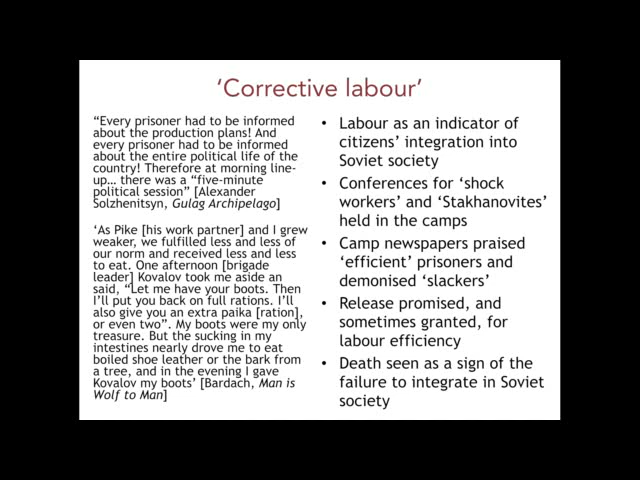 ‘Corrective labour’
“Every prisoner had to be informed
about the production plans! And
every prisoner had to be informed
about the entire political life of the
country! Therefore at morning line-
up… there was a “five-minute
political session” [Alexander
Solzhenitsyn, Gulag Archipelago]
‘As Pike [his work partner] and I grew
weaker, we fulfilled less and less of
our norm and received less and less
to eat. One afternoon [brigade
leader] Kovalov took me aside an
said, “Let me have your boots. Then
I’ll put you back on full rations. I’ll
also give you an extra paika [ration],
or even two”. My boots were my only
treasure. But the sucking in my
intestines nearly drove me to eat
boiled shoe leather or the bark from
a tree, and in the evening I gave
Kovalov my boots’ [Bardach, Man is
Wolf to Man]
• Labour as an indicator of
citizens’ integration into
Soviet society
• Conferences for ‘shock
workers’ and ‘Stakhanovites’
held in the camps
• Camp newspapers praised
‘efficient’ prisoners and
demonised ‘slackers’
• Release promised, and
sometimes granted, for
labour efficiency
• Death seen as a sign of the
failure to integrate in Soviet
society